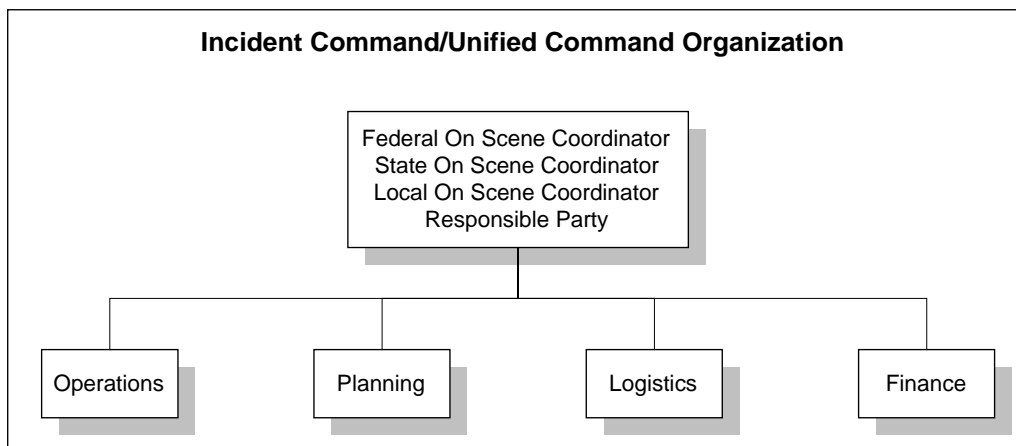 Incident Command/Unified Command Organization
Federal On Scene Coordinator
State On Scene Coordinator
Local On Scene Coordinator
Responsible Party
Operations
Planning
Logistics
Finance